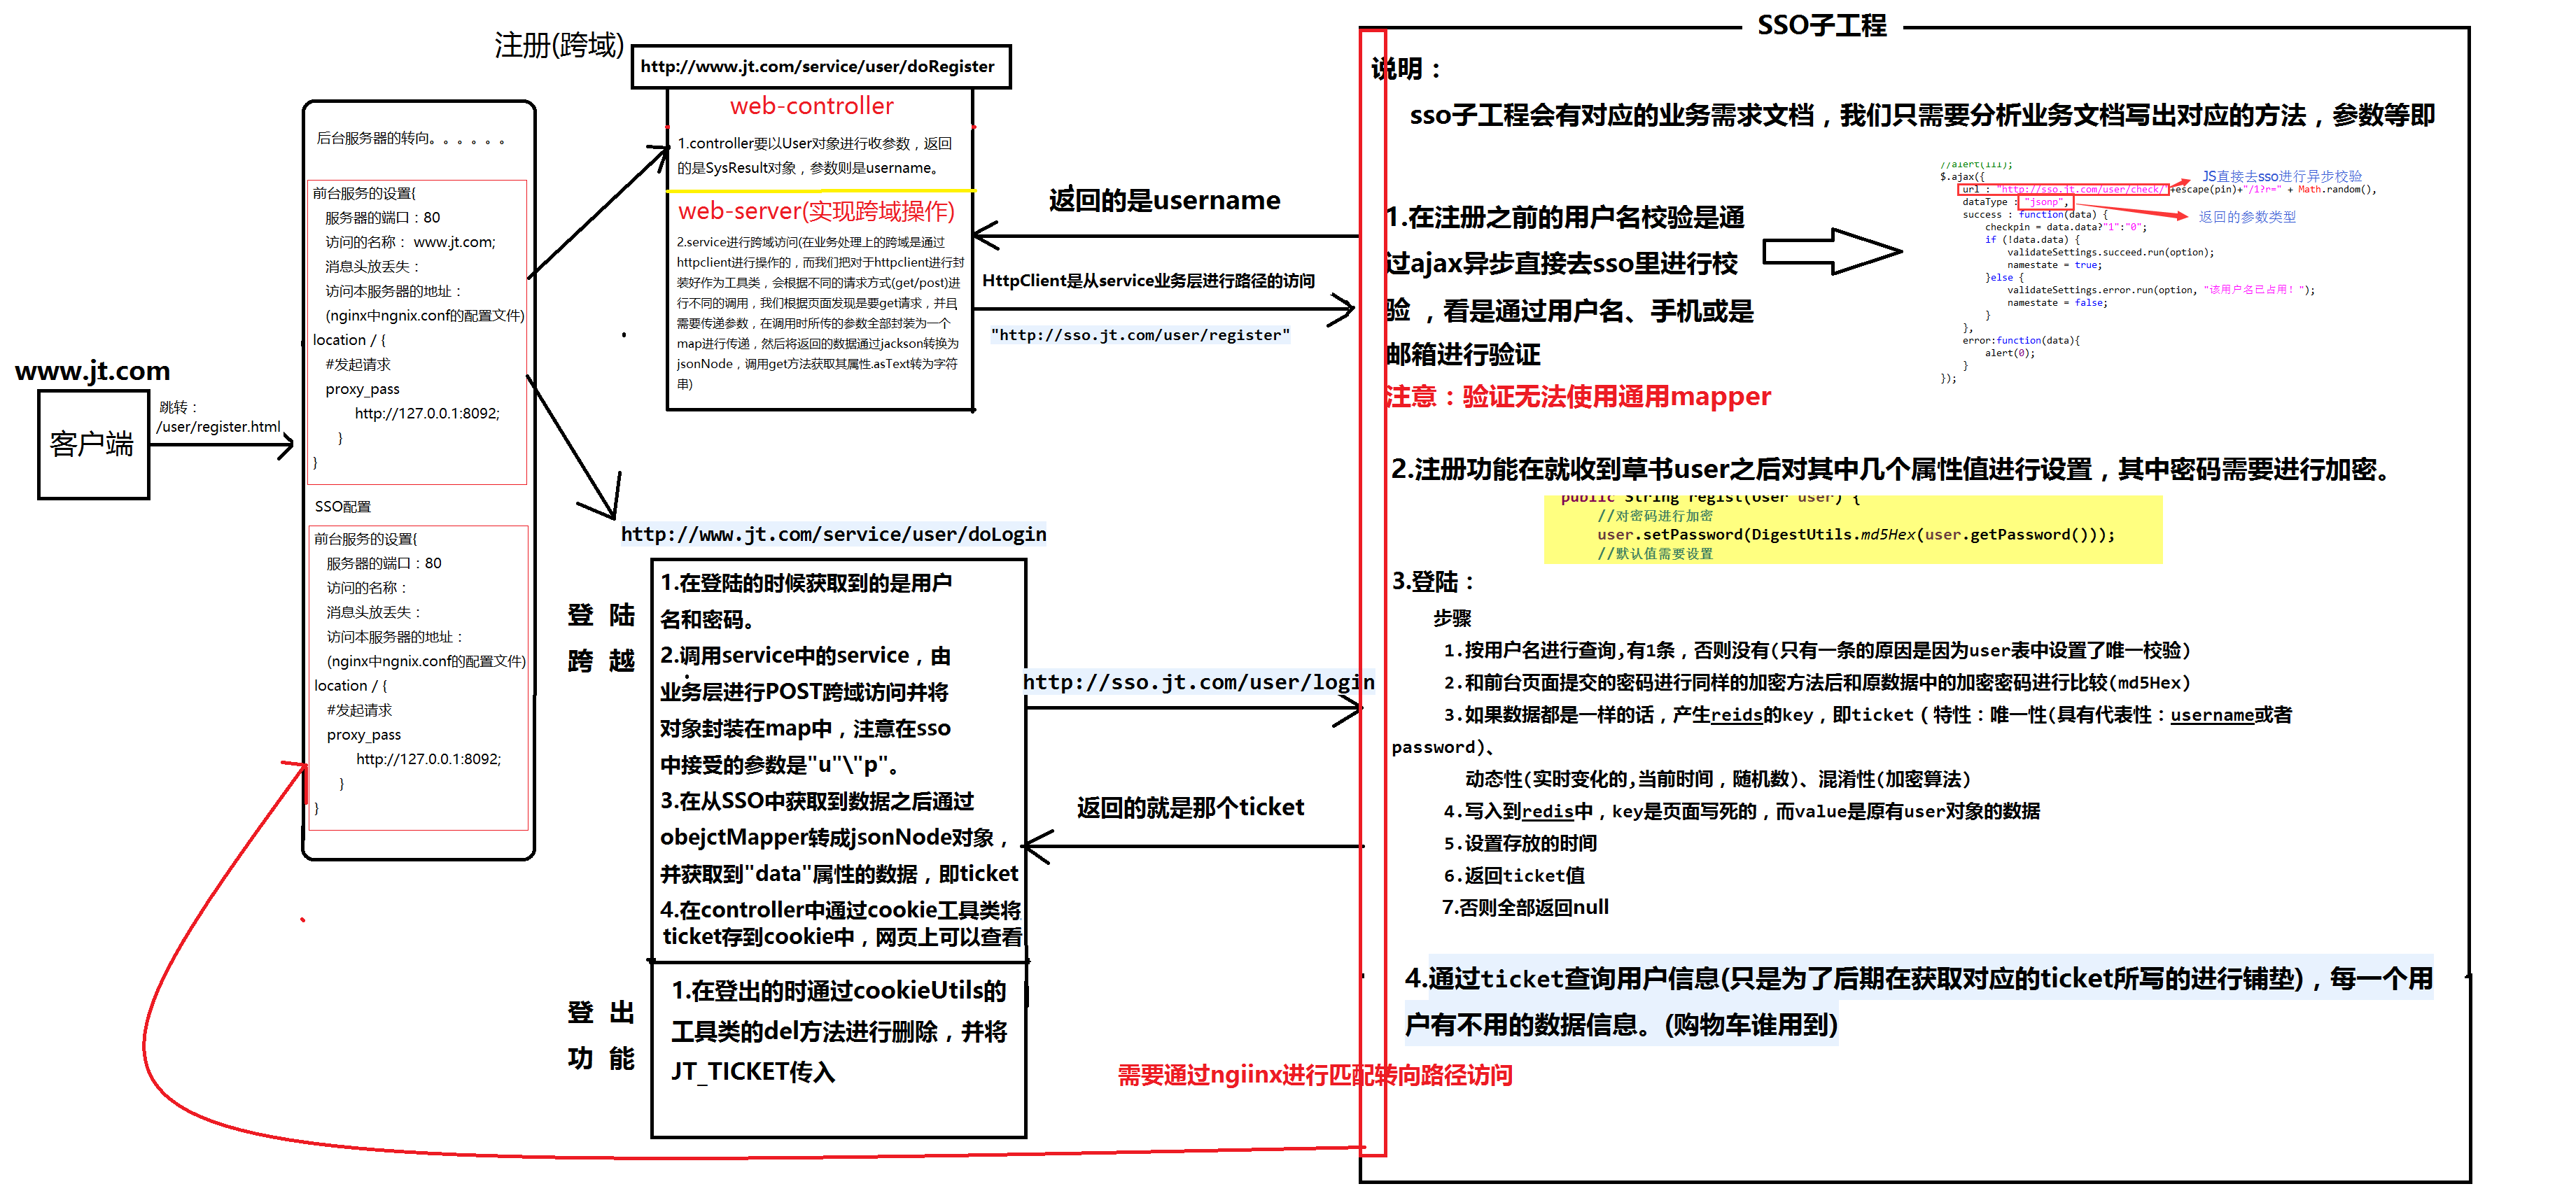 www.jt.com
客户端
跳转：
/user/register.html
后台服务器的转向。。。。。。
前台服务的设置{
服务器的端口：80
访问的名称： www.jt.com;
消息头放丢失：
访问本服务器的地址：
(nginx中ngnix.conf的配置文件)
location / {
#发起请求
proxy_pass
http://127.0.0.1:8092;
}
}
SSO配置
前台服务的设置{
服务器的端口：80
访问的名称：
消息头放丢失：
访问本服务器的地址：
(nginx中ngnix.conf的配置文件)
location / {
#发起请求
proxy_pass
http://127.0.0.1:8092;
}
}
注册(跨域)
http://www.jt.com/service/user/doRegister
web-controller
1.controller要以User对象进行收参数，返回
的是SysResult对象，参数则是username。
web-server(实现跨域操作)
2.service进行跨域访问(在业务处理上的跨域是通过
httpclient进行操作的，而我们把对于httpclient进行封
装好作为工具类，会根据不同的请求方式(get/post)进
行不同的调用，我们根据页面发现是要get请求，并且
需要传递参数，在调用时所传的参数全部封装为一个
map进行传递，然后将返回的数据通过jackson转换为
jsonNode，调用get方法获取其属性.asText转为字符
串)
返回的是username
HttpClient是从service业务层进行路径的访问
"http://sso.jt.com/user/register"
http://www.jt.com/service/user/doLogin
登 陆
跨 越
1.在登陆的时候获取到的是用户
名和密码。
2.调用service中的service，由
业务层进行POST跨域访问并将
对象封装在map中，注意在sso
中接受的参数是"u"\"p"。
3.在从SSO中获取到数据之后通过
obejctMapper转成jsonNode对象，
并获取到"data"属性的数据，即ticket
4.在controller中通过cookie工具类将
ticket存到cookie中，网页上可以查看
http://sso.jt.com/user/login
返回的就是那个ticket
登 出
功 能
1.在登出的时通过cookieUtils的
工具类的del方法进行删除，并将
JT_TICKET传入
需要通过ngiinx进行匹配转向路径访问
SSO子工程
说明：
sso子工程会有对应的业务需求文档，我们只需要分析业务文档写出对应的方法，参数等即
1.在注册之前的用户名校验是通
过ajax异步直接去sso里进行校
验 ，看是通过用户名、手机或是
邮箱进行验证
注意：验证无法使用通用mapper
//alert(111);
$.ajax({
url : "http://sso.jt.com/user/check/"+escape(pin)+"/1?r=" + Math.random(),
dataType : "jsonp",
success : function(data) {
checkpin = data.data?"1":"0";
if (!data.data) {
validateSettings.succeed.run(option);
namestate = true;
}else {
validateSettings.error.run(option, "该用户名已占用！");
namestate = false;
}
},
error:function(data){
alert(0);
}
});
JS直接去sso进行异步校验
返回的参数类型
2.注册功能在就收到草书user之后对其中几个属性值进行设置，其中密码需要进行加密。
public String regist(User user) {
//对密码进行加密
user.setPassword(DigestUtils.md5Hex(user.getPassword()));
//默认值需要设置
3.登陆：
步骤
1.按用户名进行查询,有1条，否则没有(只有一条的原因是因为user表中设置了唯一校验)
2.和前台页面提交的密码进行同样的加密方法后和原数据中的加密密码进行比较(md5Hex)
3.如果数据都是一样的话，产生reids的key，即ticket（特性：唯一性(具有代表性：username或者
password)、
动态性(实时变化的,当前时间，随机数)、混淆性(加密算法)
4.写入到redis中，key是页面写死的，而value是原有user对象的数据
5.设置存放的时间
6.返回ticket值
7.否则全部返回null
4.通过ticket查询用户信息(只是为了后期在获取对应的ticket所写的进行铺垫)，每一个用
户有不用的数据信息。(购物车谁用到)